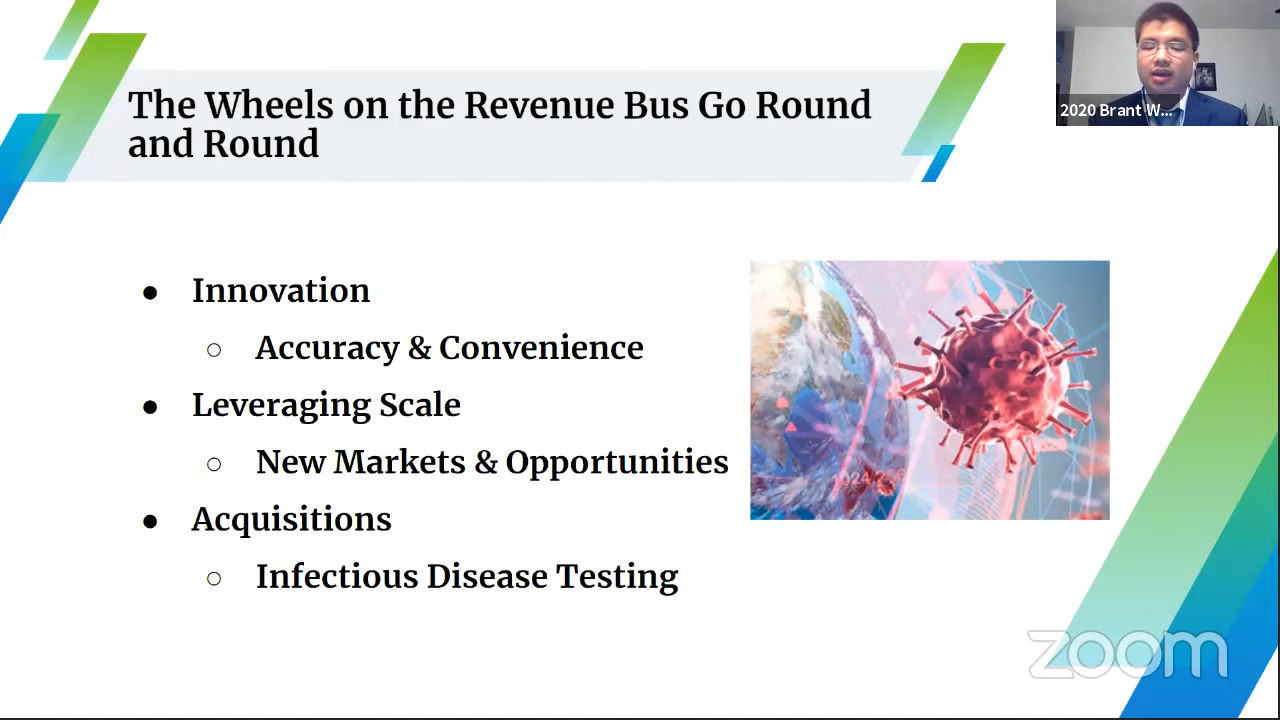 The Wheels on the Revenue Bus Go Round
and Round
2020 Brant W...
● Innovation
○ Accuracy & Convenience
● Leveraging Scale
○ New Markets & Opportunities
● Acquisitions
○ Infectious Disease Testing
zoom